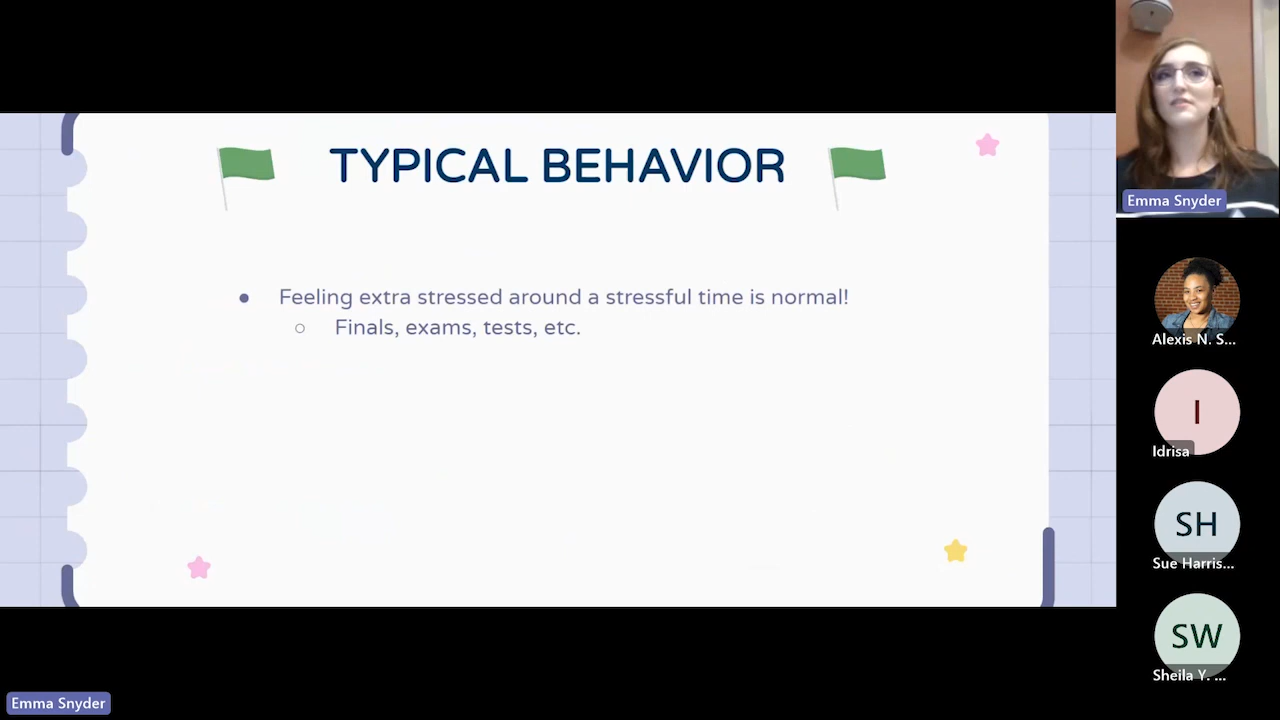 TYPICAL BEHAVIOR
● Feeling extra stressed around a stressful time is normal!
○ Finals, exams, tests, etc.
Emma Snyder
Alexis N. S...
I
Idrisa
SH
Sue Harris...
SW
Sheila Y. ...
Emma Snyder